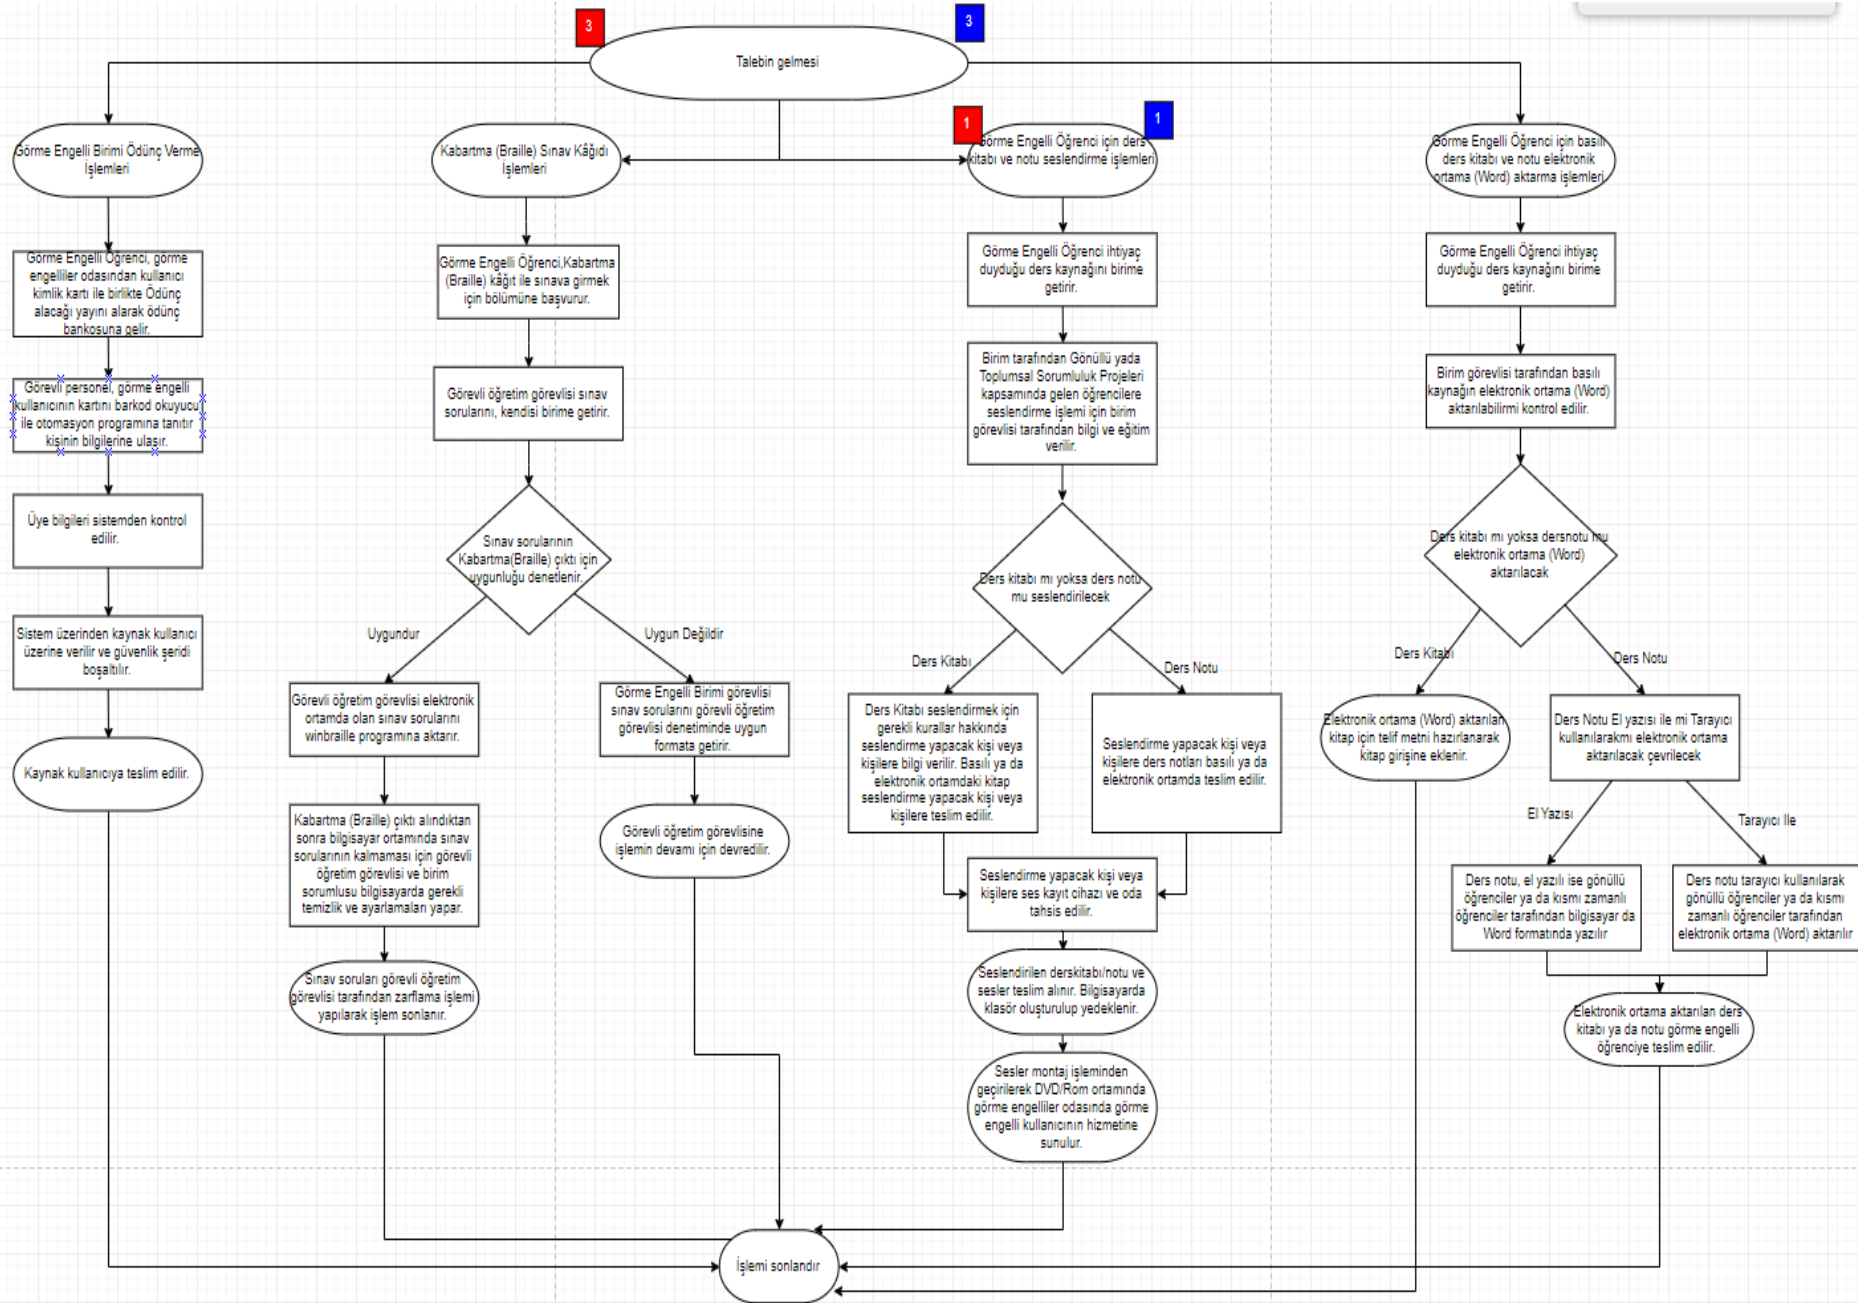 3
3
Talebin gelmesi
Görme Engelli Birimi Ödünç Verme
İşlemleri
Görme Engelli Öğrenci, görme
engelliler odasından kullanıcı
kimlik kartı ile birlikte Ödünç
alacağı yayını alarak ödünç
bankosuna gelir.
Görevli personel, görme engelli
kullanıcının kartını barkod okuyucu
ile otomasyon programına tanıtır
kişinin bilgilerine ulaşır.
Üye bilgileri sistemden kontrol
edilir.
Sistem üzerinden kaynak kullanıcı
üzerine verilir ve güvenlik şeridi
boşaltılır.
Kaynak kullanıcıya teslim edilir.
Kabartma (Braille) Sınav Kâğıdı
İşlemleri
Görme Engelli Öğrenci,Kabartma
(Braille) kâğıt ile sınava girmek
için bölümüne başvurur.
Görevli öğretim görevlisi sınav
sorularını, kendisi birime getirir.
Sınav sorularının
Kabartma(Braille) çıktı için
uygunluğu denetlenir.
Uygundur
Uygun Değildir
Görevli öğretim görevlisi elektronik
ortamda olan sınav sorularını
winbraille programına aktarır.
Kabartma (Braille) çıktı alındıktan
sonra bilgisayar ortamında sınav
sorularının kalmaması için görevli
öğretim görevlisi ve birim
sorumlusu bilgisayarda gerekli
temizlik ve ayarlamaları yapar.
Sınav soruları görevli öğretim
görevlisi tarafından zarflama işlemi
yapılarak işlem sonlanır.
Görme Engelli Birimi görevlisi
sınav sorularını görevli öğretim
görevlisi denetiminde uygun
formata getirir.
Görevli öğretim görevlisine
işlemin devamı için devredilir.
1
1
Görme Engelli Öğrenci için ders
kitabı ve notu seslendirme işlemleri
Görme Engelli Öğrenci ihtiyaç
duyduğu ders kaynağını birime
getirir.
Birim tarafından Gönüllü yada
Toplumsal Sorumluluk Projeleri
kapsamında gelen öğrencilere
seslendirme işlemi için birim
görevlisi tarafından bilgi ve eğitim
verilir.
Ders kitabı mı yoksa ders notu
mu seslendirilecek
Ders Kitabı
Ders Notu
Ders Kitabı seslendirmek için
gerekli kurallar hakkında
seslendirme yapacak kişi veya
kişilere bilgi verilir. Basılı ya da
elektronik ortamdaki kitap
seslendirme yapacak kişi veya
kişilere teslim edilir.
Seslendirme yapacak kişi veya
kişilere ders notları basılı ya da
elektronik ortamda teslim edilir.
Seslendirme yapacak kişi veya
kişilere ses kayıt cihazı ve oda
tahsis edilir.
Seslendirilen derskitabı/notu ve
sesler teslim alınır. Bilgisayarda
klasör oluşturulup yedeklenir.
Sesler montaj işleminden
geçirilerek DVD/Rom ortamında
görme engelliler odasında görme
engelli kullanıcının hizmetine
sunulur.
Görme Engelli Öğrenci için basılı
ders kitabı ve notu elektronik
ortama (Word) aktarma işlemleri
Görme Engelli Öğrenci ihtiyaç
duyduğu ders kaynağını birime
getirir.
Birim görevlisi tarafından basılı
kaynağın elektronik ortama (Word)
aktarılabilirmi kontrol edilir.
Ders kitabı mı yoksa dersnotu mu
elektronik ortama (Word)
aktarılacak
Ders Kitabı
Ders Notu
Elektronik ortama (Word) aktarılan
kitap için telif metni hazırlanarak
kitap girişine eklenir.
Ders Notu El yazısı ile mi Tarayıcı
kullanılarakmı elektronik ortama
aktarılacak çevrilecek
El Yazısı
Tarayıcı Ile
Ders notu, el yazılı ise gönüllü
öğrenciler ya da kısmı zamanlı
öğrenciler tarafından bilgisayar da
Word formatında yazılır
Ders notu tarayıcı kullanılarak
gönüllü öğrenciler ya da kısmı
zamanlı öğrenciler tarafından
elektronik ortama (Word) aktarılır
Elektronik ortama aktarılan ders
kitabı ya da notu görme engelli
öğrenciye teslim edilir.
İşlemi sonlandır